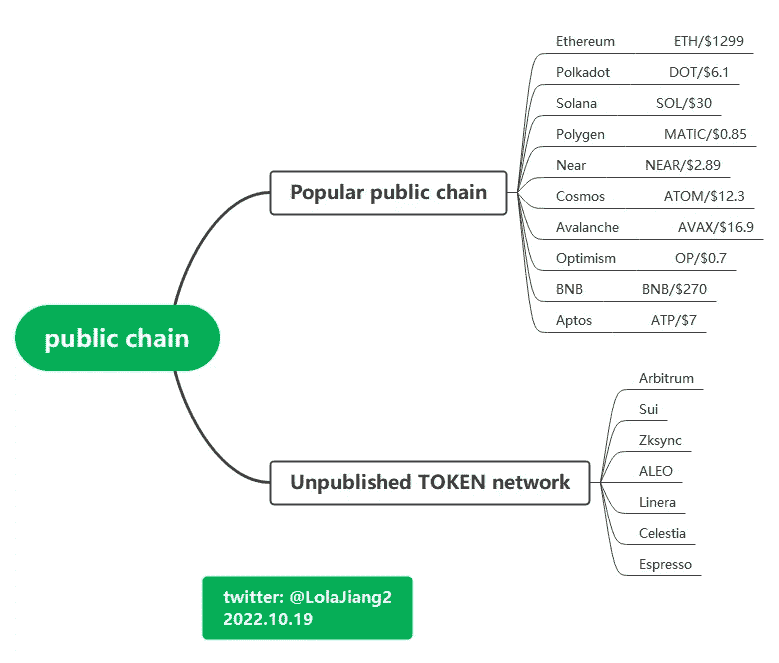 public chain
Popular public chain
Ethereum ETH/$1299
Polkadot DOT/$6.1
Solana SOL/$30
Polygen MATIC/$0.85
Near NEAR/$2.89
Cosmos ATOM/$12.3
Avalanche AVAX/$16.9
Optimism OP/$0.7
BNB BNB/$270
Aptos ATP/$7
Unpublished TOKEN network
Arbitrum
Sui
Zksync
ALEO
Linera
Celestia
Espresso
twitter: @LolaJiang2
2022.10.19